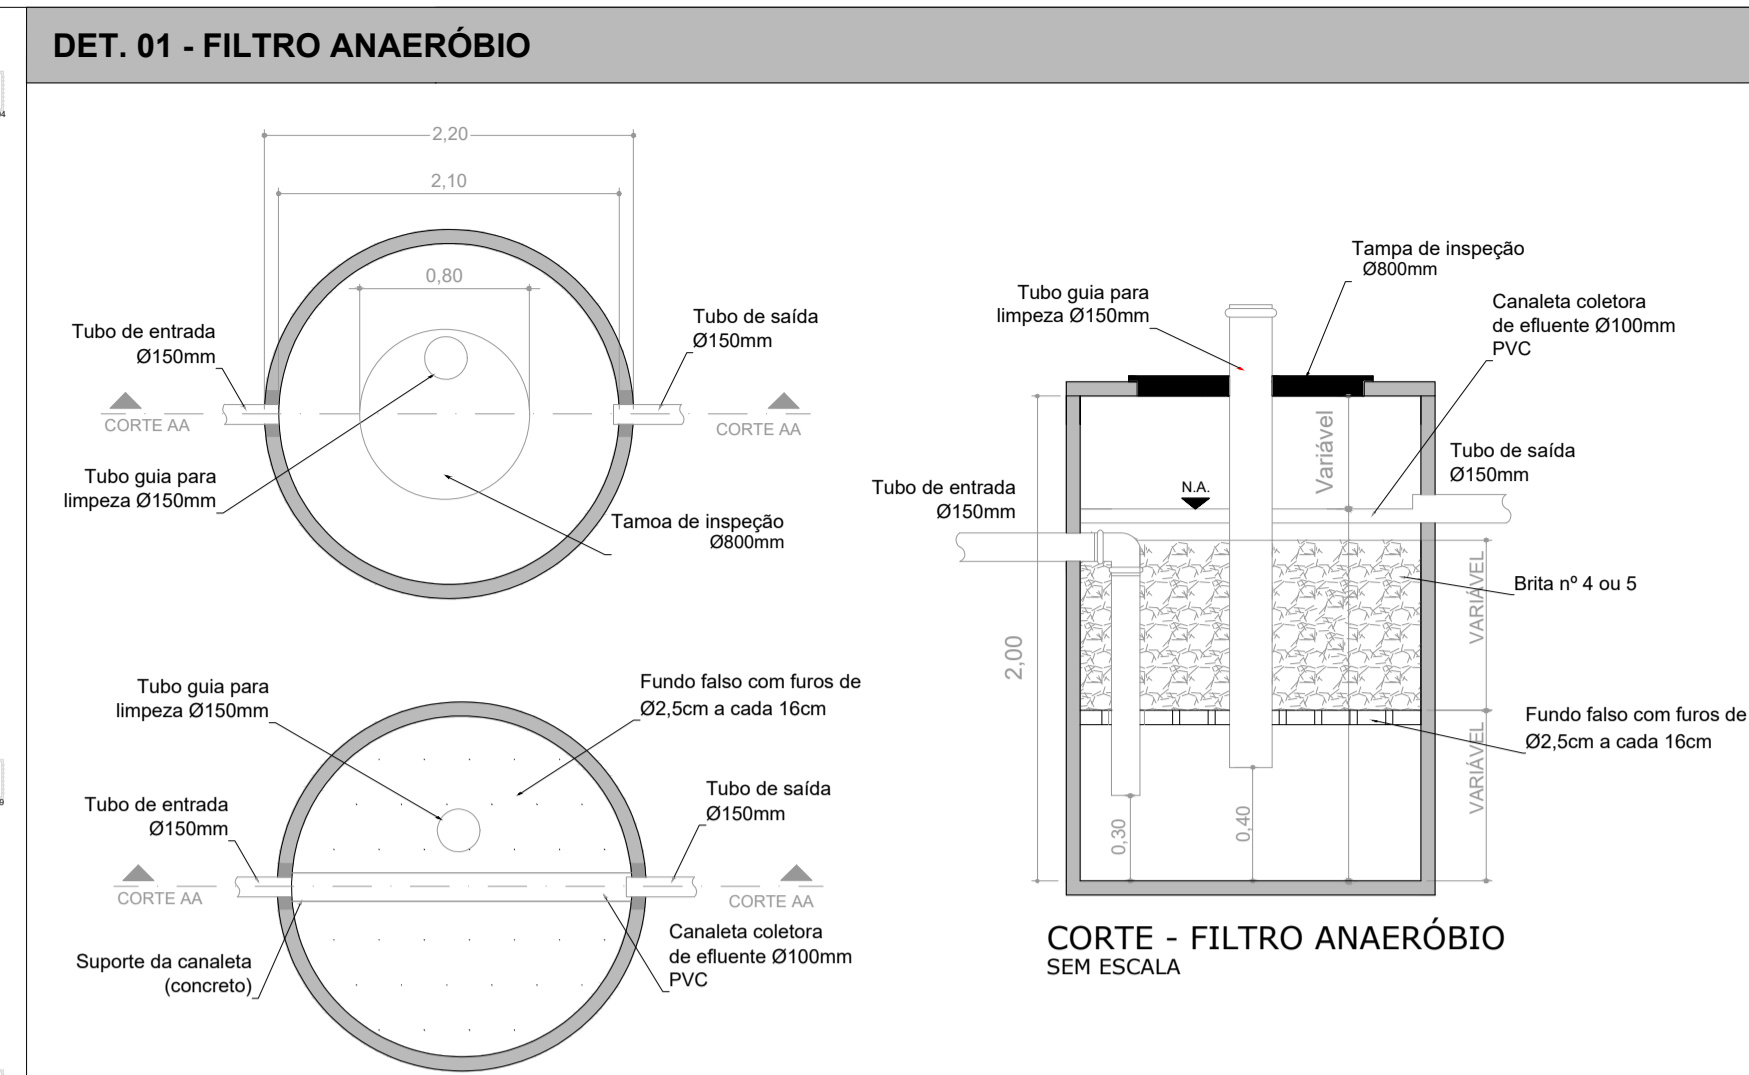 DET. 01 - FILTRO ANAERÓBIO
2,20
2,10
0,80
Tubo de entrada
Ø150mm
Tubo de saída
Ø150mm
CORTE AA
CORTE AA
Tubo guia para
limpeza Ø150mm
Tamoa de inspeção
Ø800mm
Tubo guia para
limpeza Ø150mm
Fundo falso com furos de
Ø2,5cm a cada 16cm
Tubo de entrada
Ø150mm
Tubo de saída
Ø150mm
CORTE AA
CORTE AA
Suporte da canaleta
(concreto)
Canaleta coletora
de efluente Ø100mm
PVC
Tampa de inspeção
Ø800mm
Tubo guia para
limpeza Ø150mm
Canaleta coletora
de efluente Ø100mm
PVC
Variável
Tubo de saída
Ø150mm
Tubo de entrada
Ø150mm
N.A.
VARIÁVEL
Brita nº 4 ou 5
2,00
Fundo falso com furos de
Ø2,5cm a cada 16cm
VARIÁVEL
0,30
0,40
CORTE - FILTRO ANAERÓBIO
SEM ESCALA